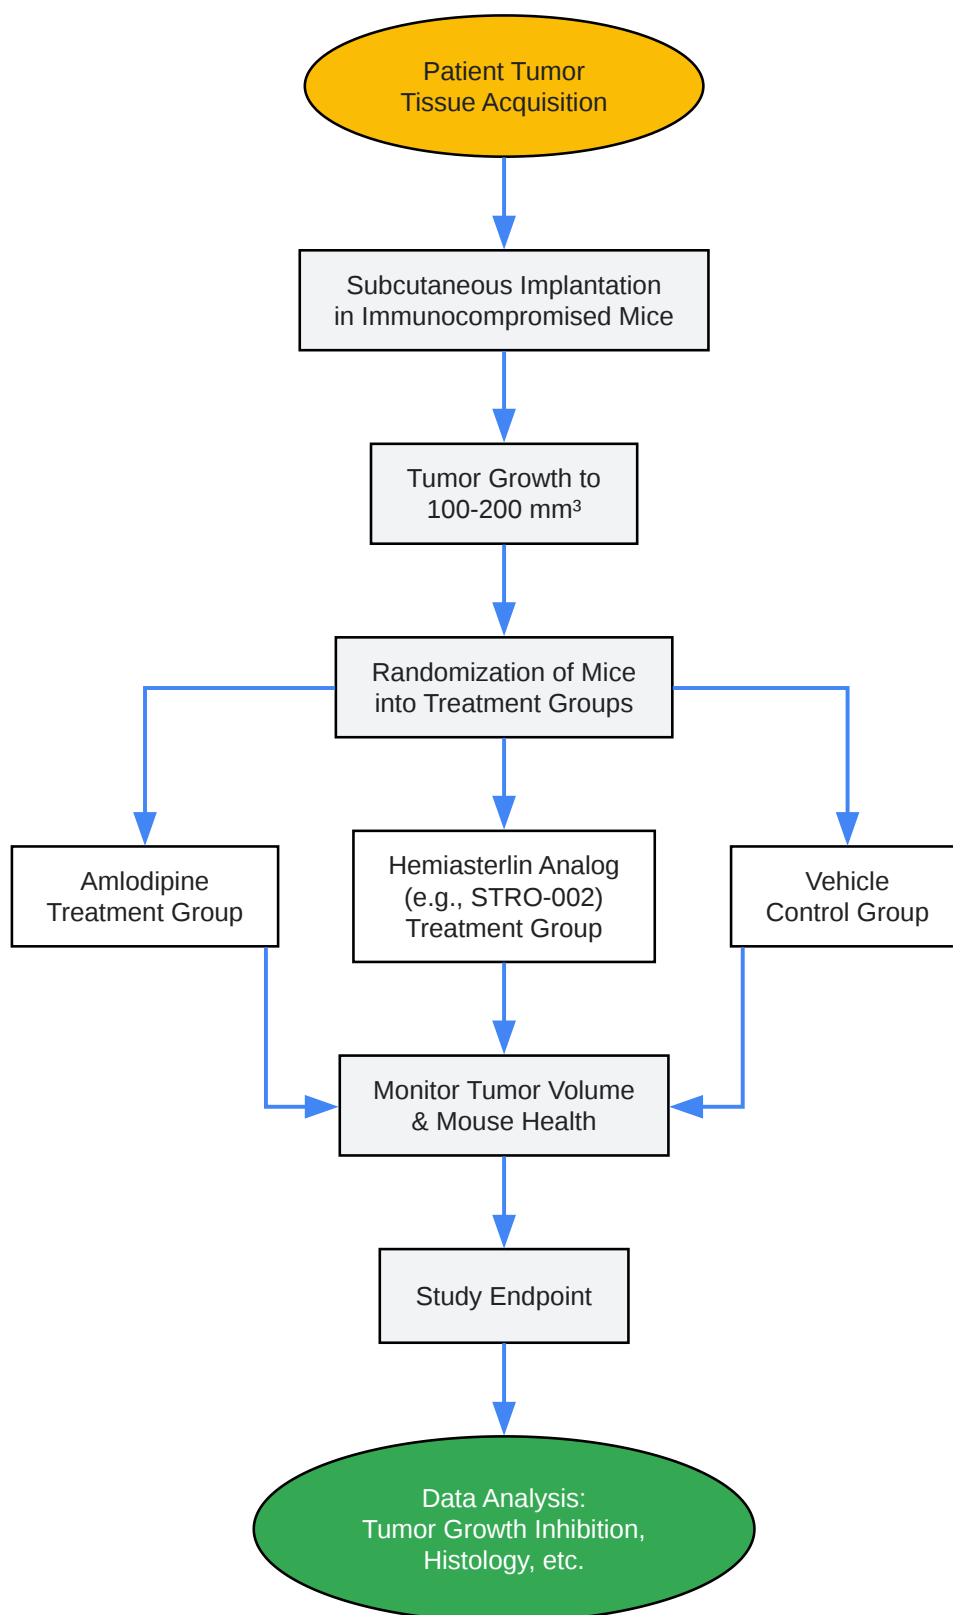 Patient Tumor
Tissue Acquisition
Subcutaneous Implantation
in Immunocompromised Mice
Tumor Growth to
100-200 mm³
Randomization of Mice
into Treatment Groups
Amlodipine
Treatment Group
Hemiasterlin Analog
(e.g., STRO-002)
Treatment Group
Vehicle
Control Group
Monitor Tumor Volume
& Mouse Health
Study Endpoint
Data Analysis:
Tumor Growth Inhibition,
Histology, etc.